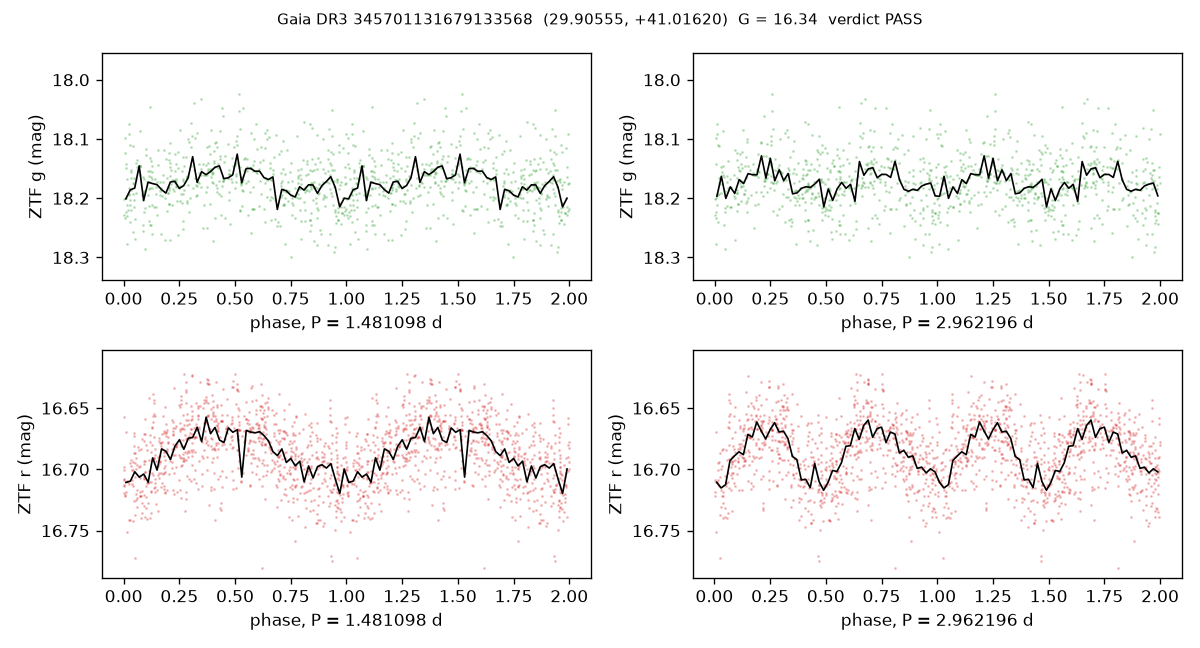 Gaia DR3 345701131679133568 (29.90555, +41.01620) G = 16.34 verdict PASS
ZTF g (mag)
18.0
18.1
18.2
18.3
0.00 0.25 0.50 0.75 1.00 1.25 1.50 1.75 2.00
phase, P = 1.481098 d
ZTF g (mag)
18.0
18.1
18.2
18.3
0.00 0.25 0.50 0.75 1.00 1.25 1.50 1.75 2.00
phase, P = 2.962196 d
ZTF r (mag)
16.65
16.70
16.75
0.00 0.25 0.50 0.75 1.00 1.25 1.50 1.75 2.00
phase, P = 1.481098 d
ZTF r (mag)
16.65
16.70
16.75
0.00 0.25 0.50 0.75 1.00 1.25 1.50 1.75 2.00
phase, P = 2.962196 d